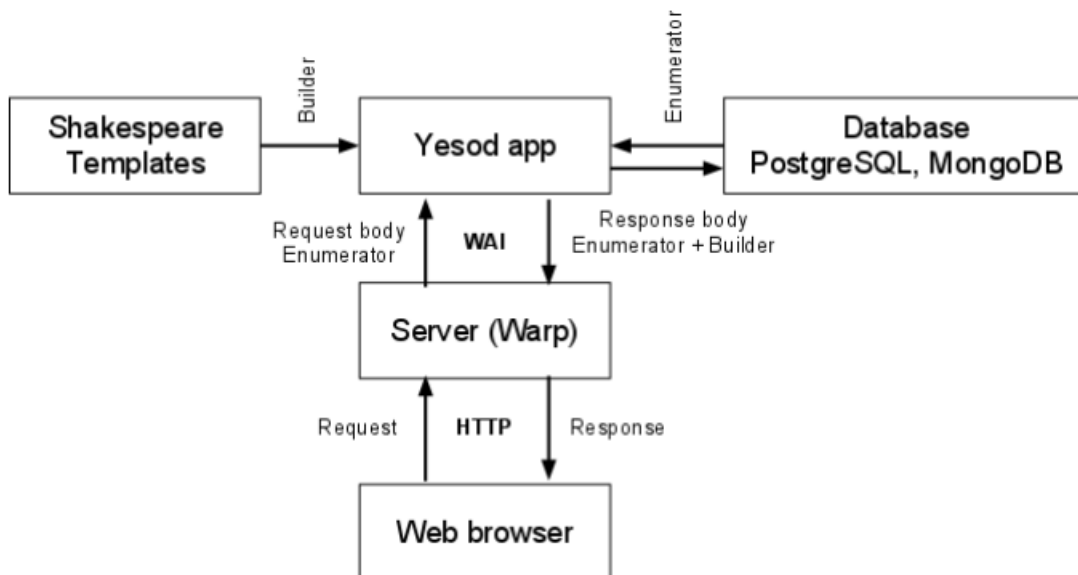 Builder
Enumerator
Shakespeare
Templates
Yesod app
Database
PostgreSQL, MongoDB
Request body
Enumerator
WAI
Response body
Enumerator + Builder
Server (Warp)
Request
HTTP
Response
Web browser